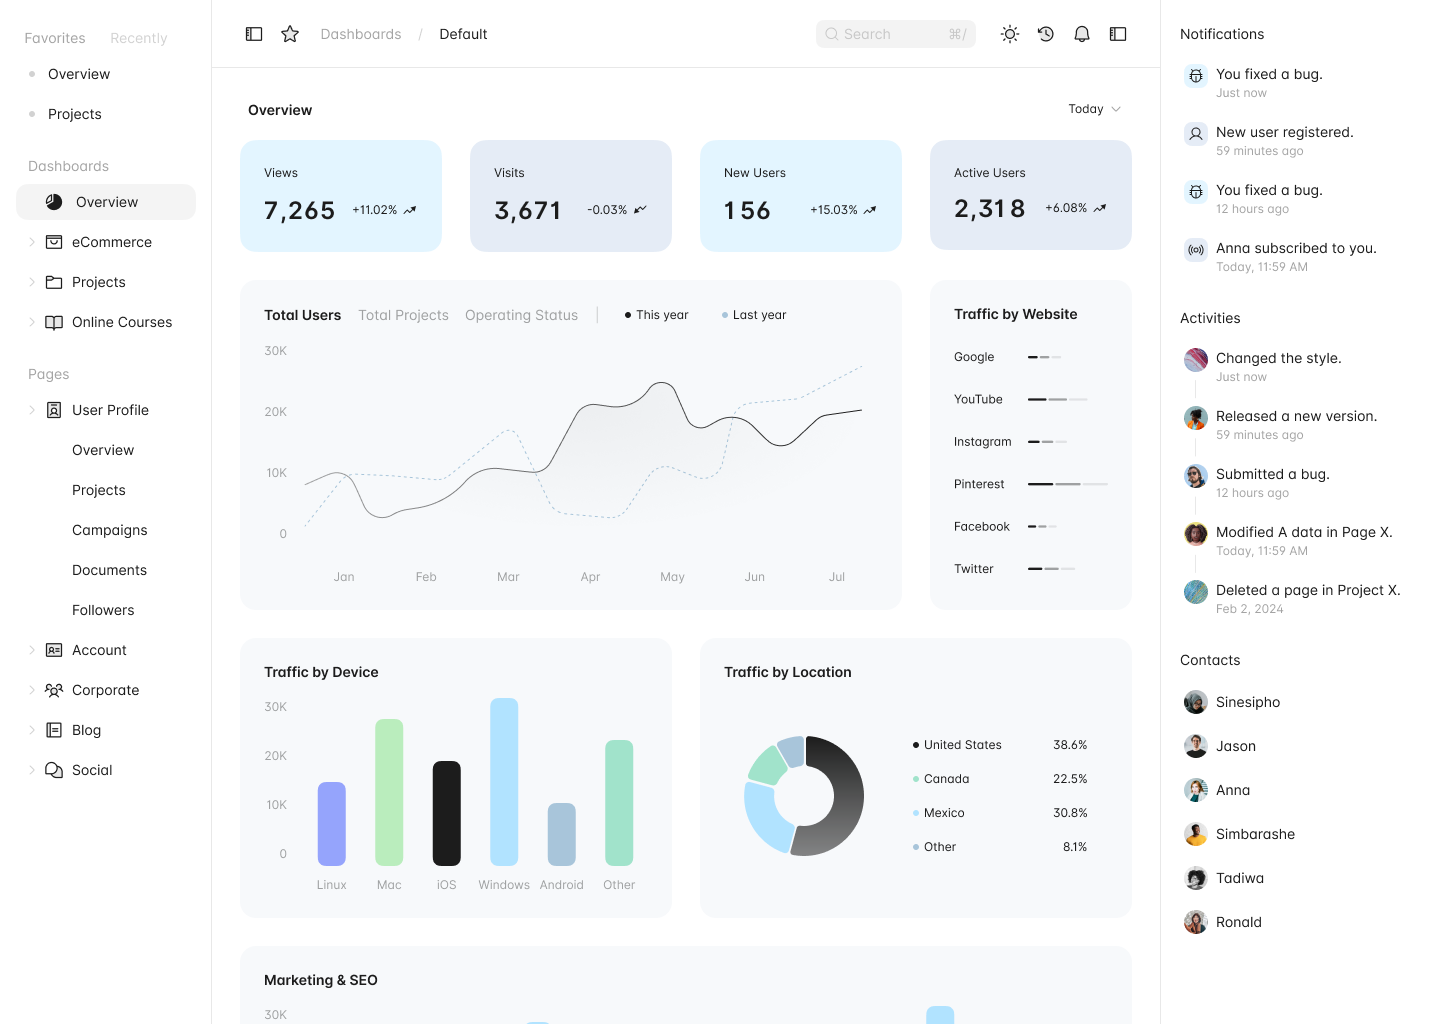 Favorites Recently
Overview
Projects
Dashboards
Overview
eCommerce
Projects
Online Courses
Pages
User Profile
Overview
Projects
Campaigns
Documents
Followers
Account
Corporate
Blog
Social
Dashboards / Default
Search ⌘/
Overview
Today
Views
7,265 +11.02%
Visits
3,671 -0.03%
New Users
156 +15.03%
Active Users
2,318 +6.08%
Total Users Total Projects Operating Status This year Last year
30K
20K
10K
0
Jan Feb Mar Apr May Jun Jul
Traffic by Website
Google
YouTube
Instagram
Pinterest
Facebook
Twitter
Traffic by Device
30K
20K
10K
0
Linux Mac iOS Windows Android Other
Traffic by Location
United States 38.6%
Canada 22.5%
Mexico 30.8%
Other 8.1%
Marketing & SEO
30K
Notifications
You fixed a bug.
Just now
New user registered.
59 minutes ago
You fixed a bug.
12 hours ago
Anna subscribed to you.
Today, 11:59 AM
Activities
Changed the style.
Just now
Released a new version.
59 minutes ago
Submitted a bug.
12 hours ago
Modified A data in Page X.
Today, 11:59 AM
Deleted a page in Project X.
Feb 2, 2024
Contacts
Sinesipho
Jason
Anna
Simbarashe
Tadiwa
Ronald